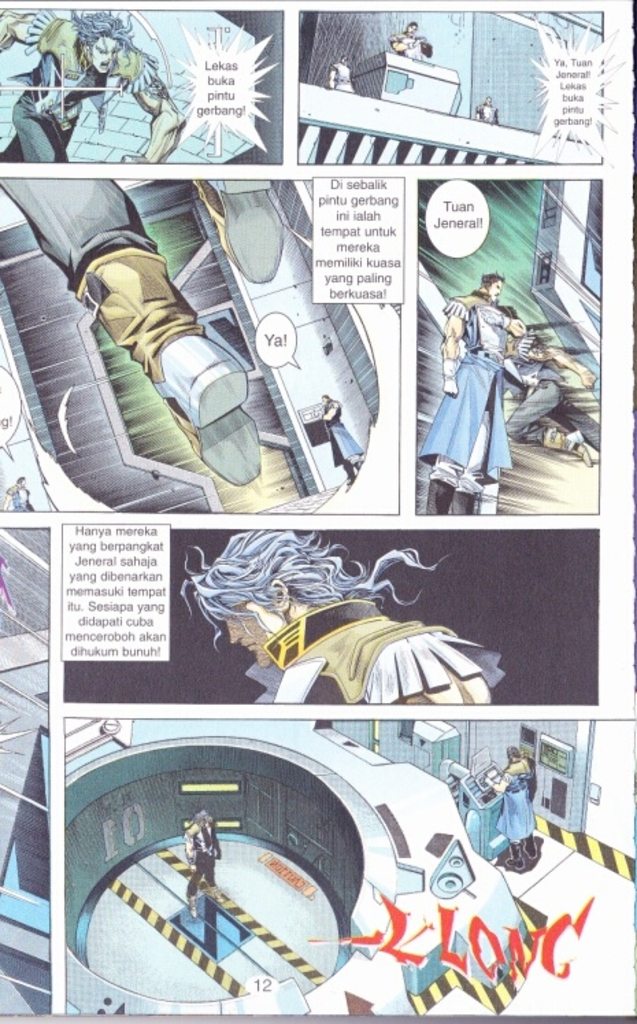 Lekas
buka
pintu
gerbang!
Ya, Tuan
Jeneral!
Lekas
buka
pintu
gerbang!
Di sebalik
pintu gerbang
ini ialah
tempat untuk
mereka
memiliki kuasa
yang paling
berkuasa!
Ya!
g!
Tuan
Jeneral!
Hanya mereka
yang berpangkat
Jeneral sahaja
yang dibenarkan
memasuki tempat
itu. Sesiapa yang
didapati cuba
menceroboh akan
dihukum bunuh!
10
KLONG
12